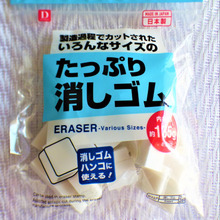 D
MADE IN JAPAN
日本製
製造過程でカットされた
いろんなサイズの
たっぷり
消しゴム
ERASER -Various Sizes-
消しゴム
ハンコに
使える!